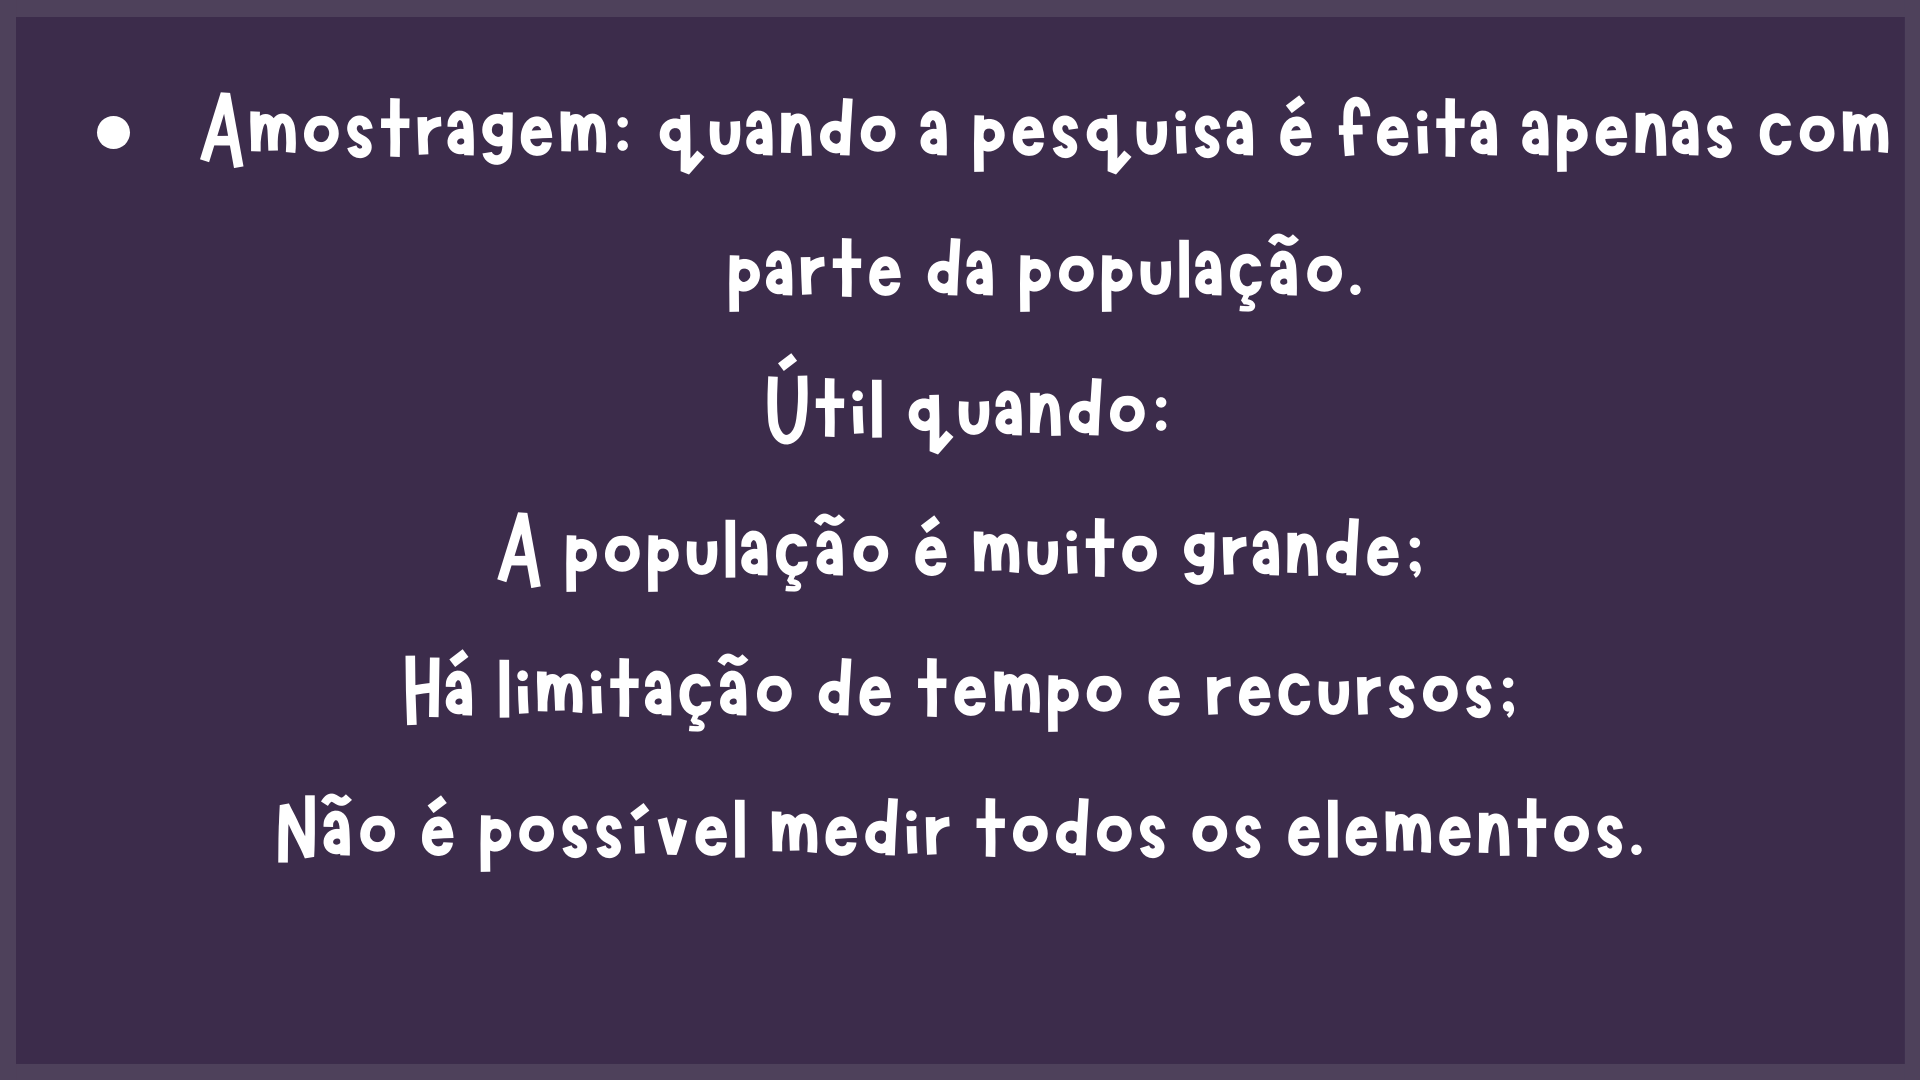 • Amostragem: quando a pesquisa é feita apenas com
parte da população.
Útil quando:
A população é muito grande;
Há limitação de tempo e recursos;
Não é possível medir todos os elementos.